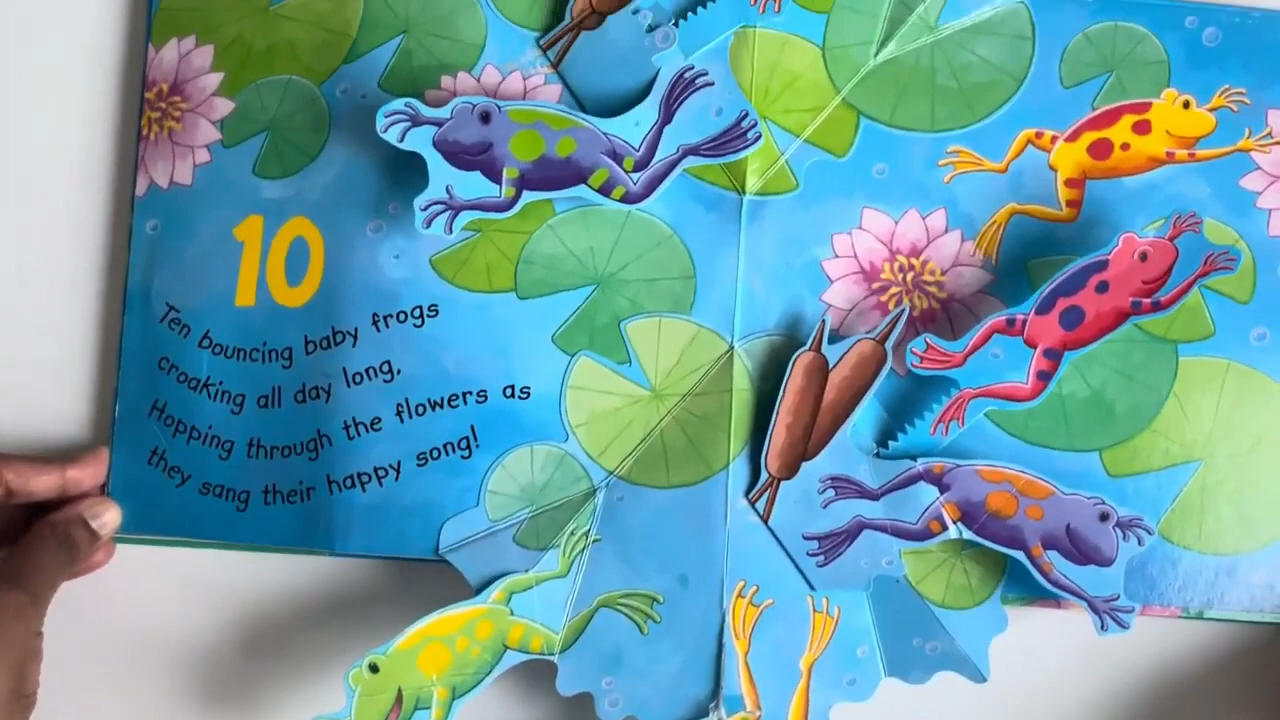 10
Ten bouncing baby frogs
croaking all day long,
Hopping through the flowers as
they sang their happy song!